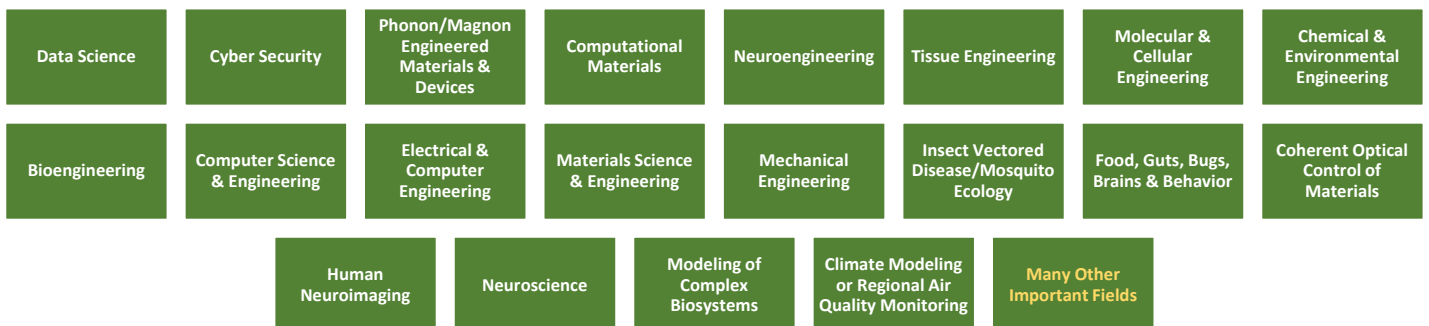 Data Science
Cyber Security
Phonon/Magnon
Engineered
Materials &
Devices
Computational
Materials
Neuroengineering
Tissue Engineering
Molecular &
Cellular
Engineering
Chemical &
Environmental
Engineering
Bioengineering
Computer Science
& Engineering
Electrical &
Computer
Engineering
Materials Science
& Engineering
Mechanical
Engineering
Insect Vectored
Disease/Mosquito
Ecology
Food, Guts, Bugs,
Brains & Behavior
Coherent Optical
Control of
Materials
Human
Neuroimaging
Neuroscience
Modeling of
Complex
Biosystems
Climate Modeling
or Regional Air
Quality Monitoring
Many Other
Important Fields